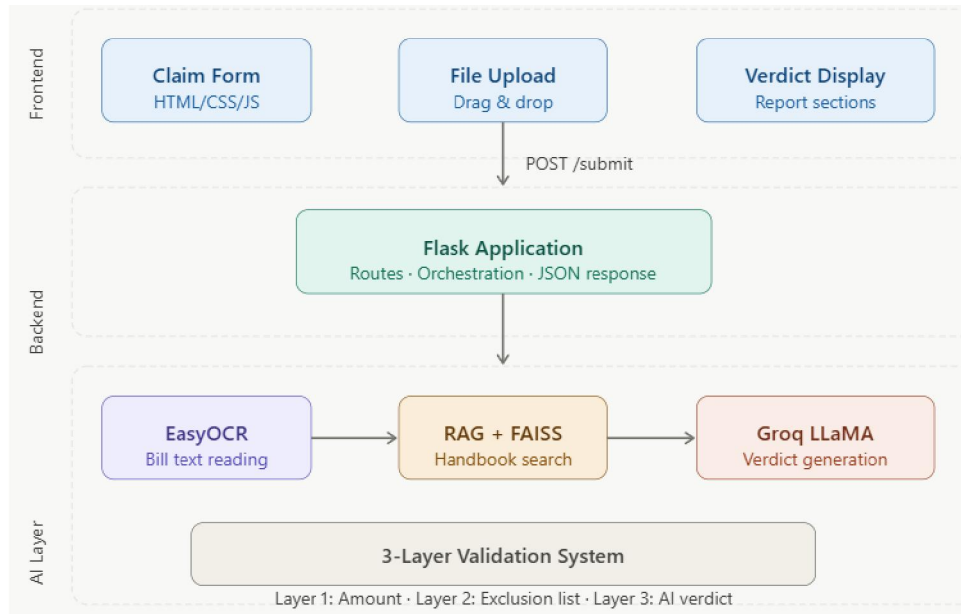 Frontend
Claim Form
HTML/CSS/JS
File Upload
Drag & drop
Verdict Display
Report sections
POST /submit
Backend
Flask Application
Routes · Orchestration · JSON response
AI Layer
EasyOCR
Bill text reading
RAG + FAISS
Handbook search
Groq LLaMA
Verdict generation
3-Layer Validation System
Layer 1: Amount · Layer 2: Exclusion list · Layer 3: AI verdict